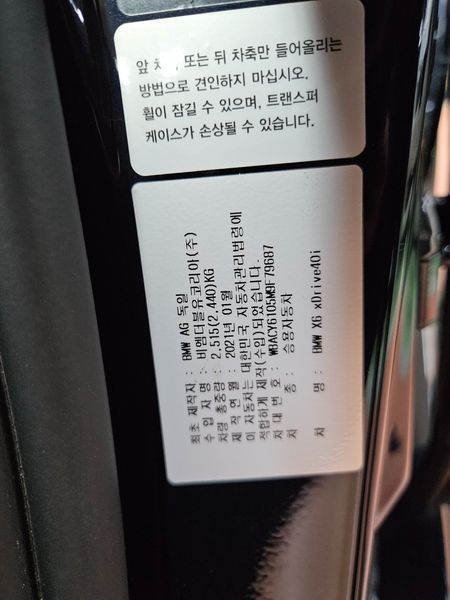 앞 차축 또는 뒤 차축만 들어올리는
방법으로 견인하지 마십시오.
휠이 잠길 수 있으며, 트랜스퍼
케이스가 손상될 수 있습니다.
최초 제작자 : BMW AG 독일
수 입 사 명 : 비엠더블유코리아(주)
차량 총중량 : 2,515(2,440)KG
제 작 연 월 : 2021년 01월
이 자동차는 대한민국 자동차관리법령에
적합하게 제작(수입)되었습니다.
차 대 번 호 : WBACY6105M9F79687
차 종 : 승용자동차
차 명 : BMW X6 xDrive40i